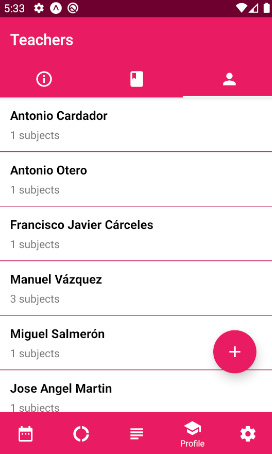 5:33
Teachers
Antonio Cardador
1 subjects
Antonio Otero
1 subjects
Francisco Javier Cárceles
1 subjects
Manuel Vázquez
3 subjects
Miguel Salmerón
1 subjects
Jose Angel Martin
1 subjects
Profile